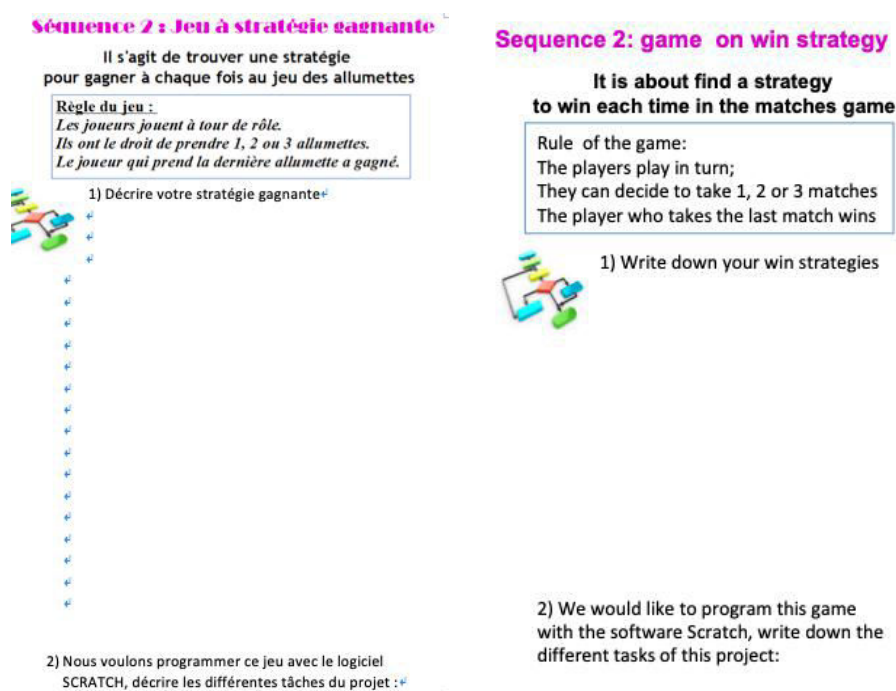 Séquence 2 : Jeu à stratégie gagnante
Il s'agit de trouver une stratégie
pour gagner à chaque fois au jeu des allumettes
Règle du jeu :
Les joueurs jouent à tour de rôle.
Ils ont le droit de prendre 1, 2 ou 3 allumettes.
Le joueur qui prend la dernière allumette a gagné.
1) Décrire votre stratégie gagnante
2) Nous voulons programmer ce jeu avec le logiciel
SCRATCH, décrire les différentes tâches du projet :
Sequence 2: game on win strategy
It is about find a strategy
to win each time in the matches game
Rule of the game:
The players play in turn;
They can decide to take 1, 2 or 3 matches
The player who takes the last match wins
1) Write down your win strategies
2) We would like to program this game
with the software Scratch, write down the
different tasks of this project: